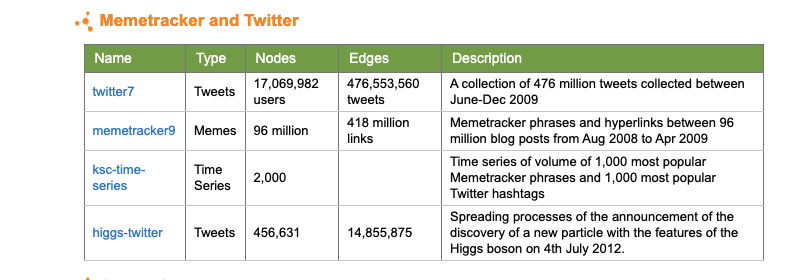 Memetracker and Twitter
Name Type Nodes Edges Description
twitter7 Tweets 17,069,982 users 476,553,560 tweets A collection of 476 million tweets collected between June-Dec 2009
memetracker9 Memes 96 million 418 million links Memetracker phrases and hyperlinks between 96 million blog posts from Aug 2008 to Apr 2009
ksc-time-series Time Series 2,000 Time series of volume of 1,000 most popular Memetracker phrases and 1,000 most popular Twitter hashtags
higgs-twitter Tweets 456,631 14,855,875 Spreading processes of the announcement of the discovery of a new particle with the features of the Higgs boson on 4th July 2012.